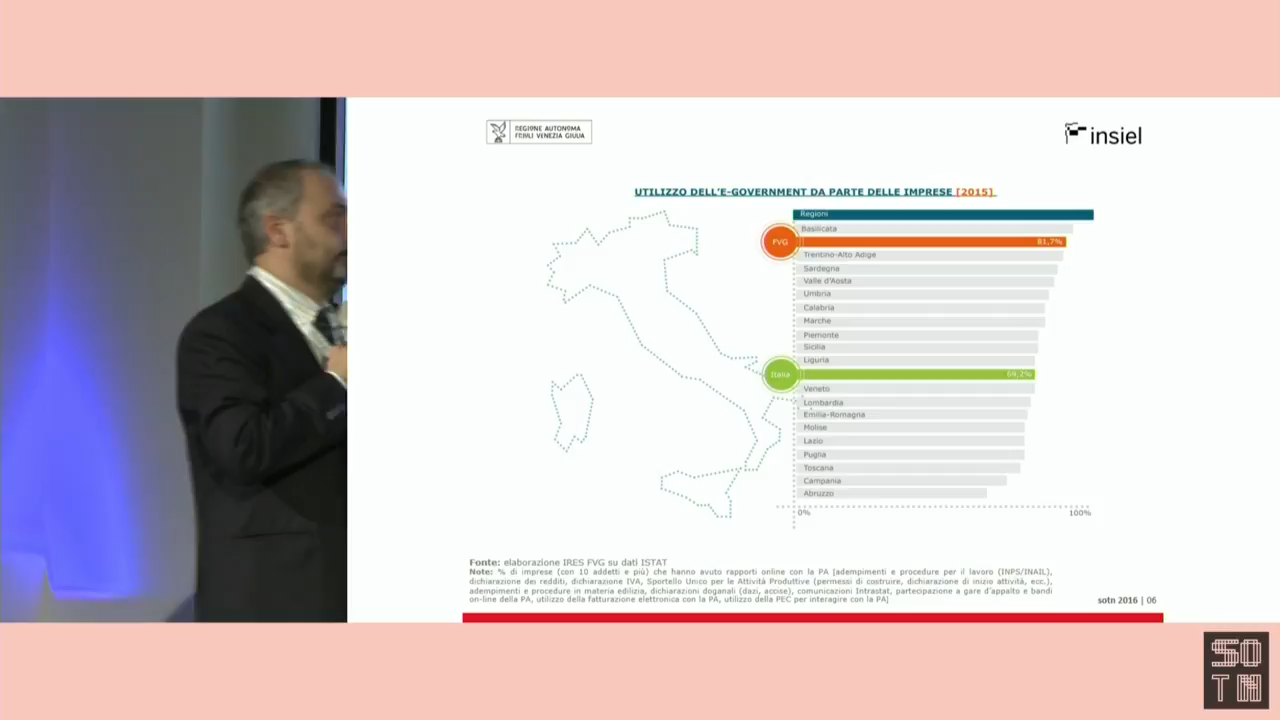 REGIONE AUTONOMA
FRIULI VENEZIA GIULIA
insiel
UTILIZZO DELL'E-GOVERNMENT DA PARTE DELLE IMPRESE [2015]
Regioni
Basilicata
FVG 81,7%
Trentino-Alto Adige
Sardegna
Valle d'Aosta
Umbria
Calabria
Marche
Piemonte
Sicilia
Liguria
Italia 69,2%
Veneto
Lombardia
Emilia-Romagna
Molise
Lazio
Puglia
Toscana
Campania
Abruzzo
0% 100%
Fonte: elaborazione IRES FVG su dati ISTAT
Note: % di imprese (con 10 addetti e più) che hanno avuto rapporti online con la PA [adempimenti e procedure per il lavoro (INPS/INAIL),
dichiarazione dei redditi, dichiarazione IVA, Sportello Unico per le Attività Produttive (permessi di costruire, dichiarazione di inizio attività, ecc.),
adempimenti e procedure in materia edilizia, dichiarazioni doganali (dazi, accise), comunicazioni Intrastat, partecipazione a gare d'appalto e bandi
on-line della PA, utilizzo della fatturazione elettronica con la PA, utilizzo della PEC per interagire con la PA]
sotn 2016 | 06
SO
TN